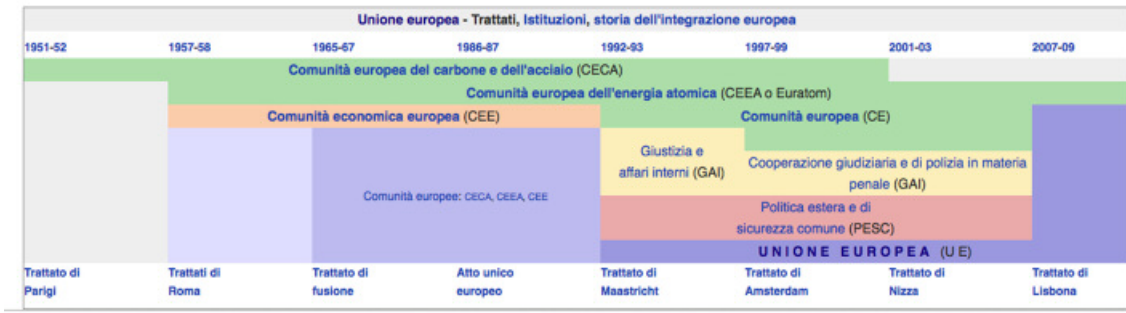 Unione europea - Trattati, Istituzioni, storia dell'integrazione europea
1951-52 1957-58 1965-67 1986-87 1992-93 1997-99 2001-03 2007-09
Comunità europea del carbone e dell'acciaio (CECA)
Comunità europea dell'energia atomica (CEEA o Euratom)
Comunità economica europea (CEE) Comunità europea (CE)
Giustizia e
affari interni (GAI)
Cooperazione giudiziaria e di polizia in materia
penale (GAI)
Comunità europee: CECA, CEEA, CEE
Politica estera e di
sicurezza comune (PESC)
UNIONE EUROPEA (UE)
Trattato di Trattati di Trattato di Atto unico Trattato di Trattato di Trattato di Trattato di
Parigi Roma fusione europeo Maastricht Amsterdam Nizza Lisbona